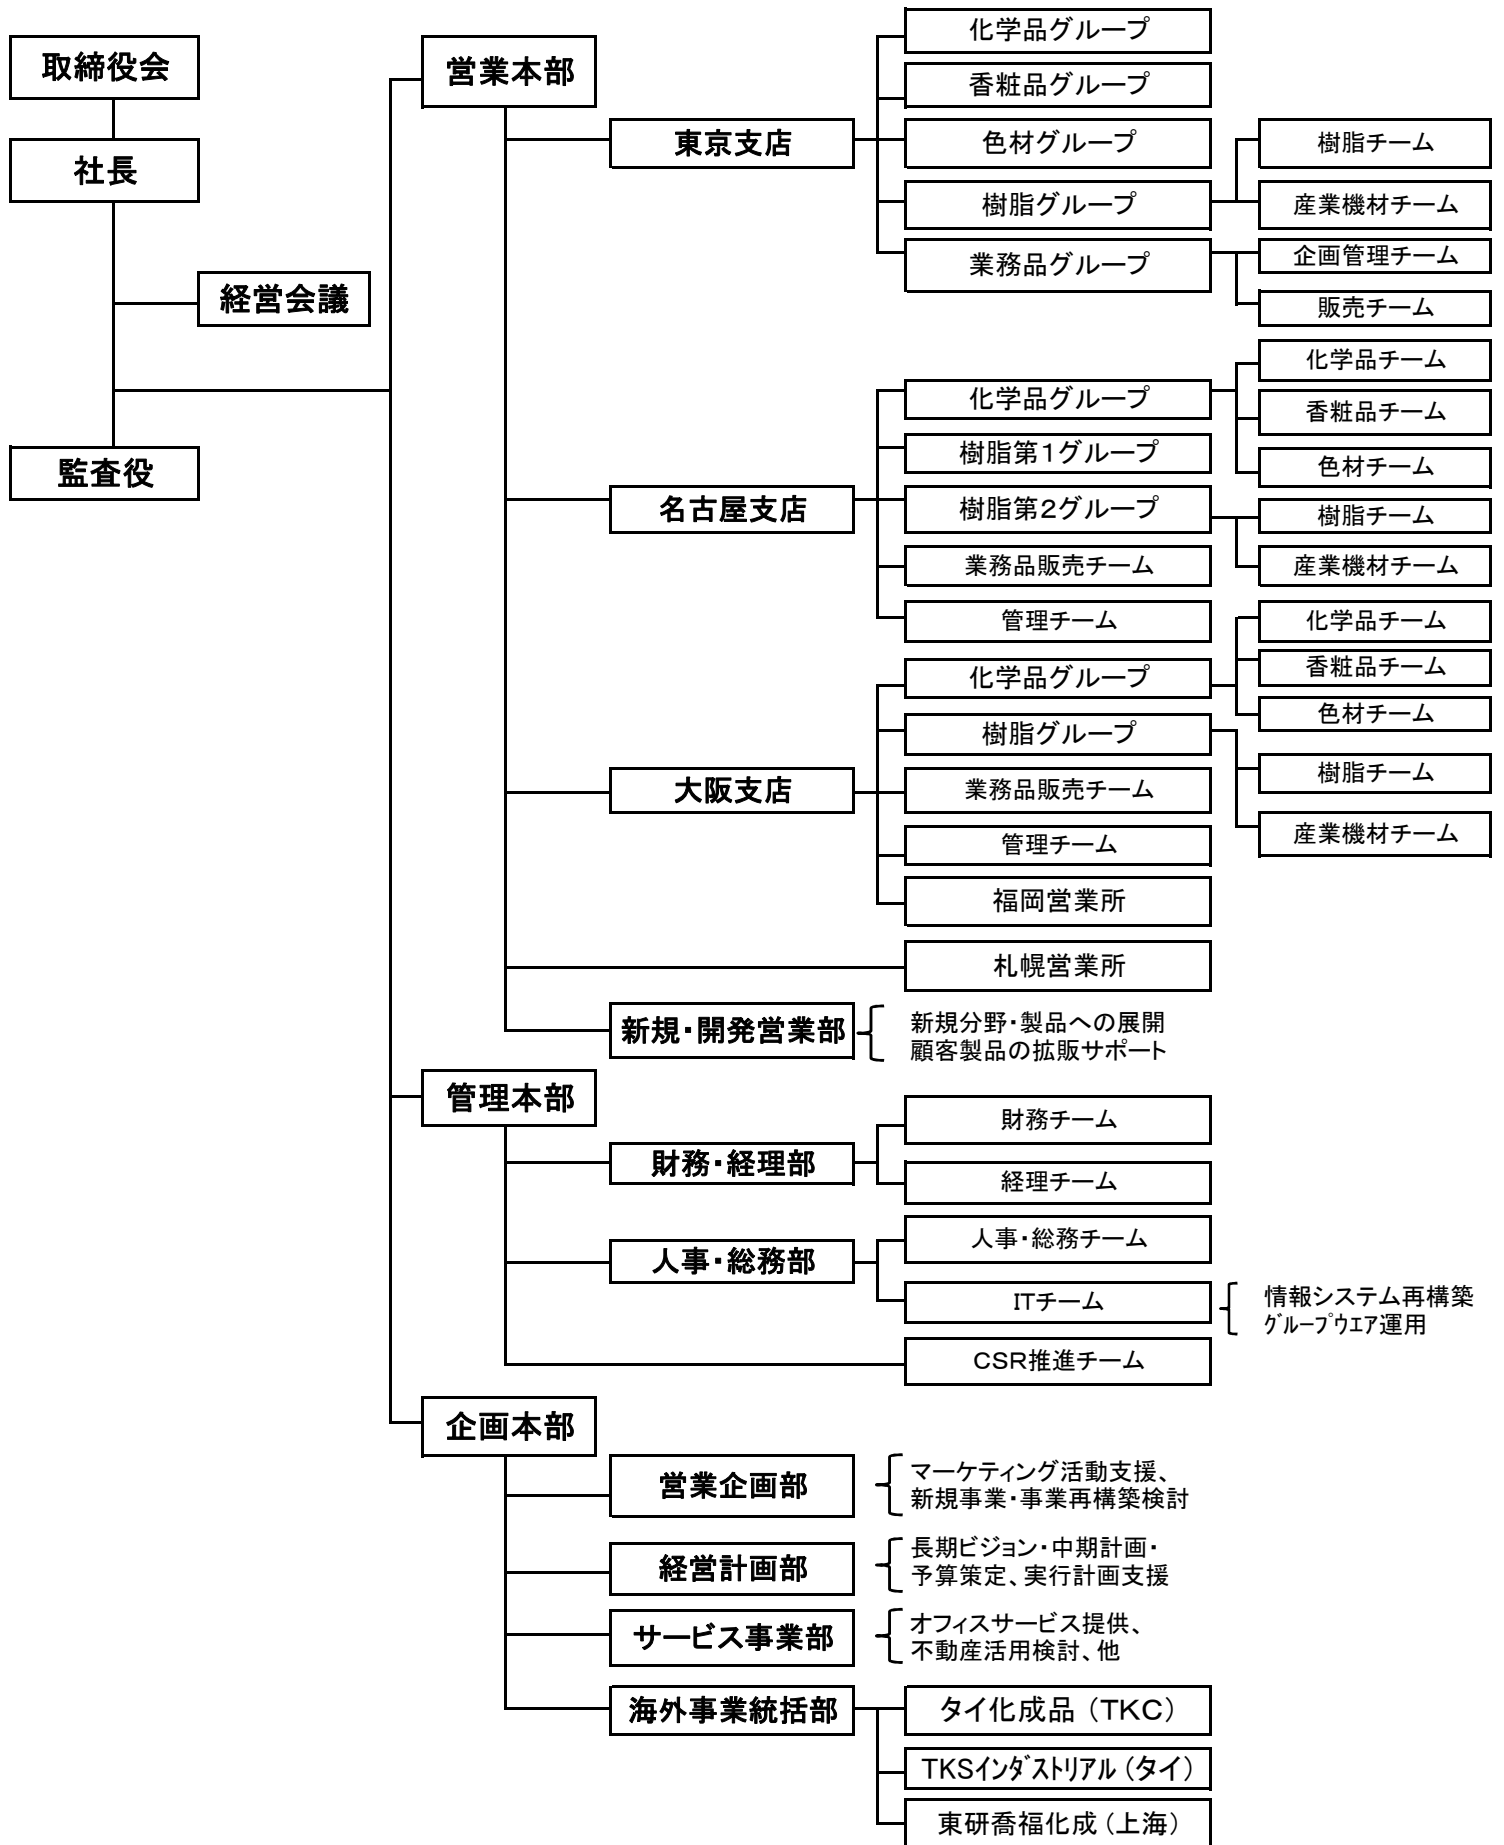 取締役会
社長
経営会議
監査役
営業本部
東京支店
化学品グループ
香粧品グループ
色材グループ
樹脂グループ
樹脂チーム
産業機材チーム
業務品グループ
企画管理チーム
販売チーム
名古屋支店
化学品グループ
化学品チーム
香粧品チーム
色材チーム
樹脂第１グループ
樹脂第２グループ
樹脂チーム
産業機材チーム
業務品販売チーム
管理チーム
大阪支店
化学品グループ
化学品チーム
香粧品チーム
色材チーム
樹脂グループ
樹脂チーム
産業機材チーム
業務品販売チーム
管理チーム
福岡営業所
札幌営業所
新規・開発営業部
新規分野・製品への展開
顧客製品の拡販サポート
管理本部
財務・経理部
財務チーム
経理チーム
人事・総務部
人事・総務チーム
ITチーム
情報システム再構築
ｸﾞﾙｰﾌﾟｳｴｱ運用
CSR推進チーム
企画本部
営業企画部
マーケティング活動支援、
新規事業・事業再構築検討
経営計画部
長期ビジョン・中期計画・
予算策定、実行計画支援
サービス事業部
オフィスサービス提供、
不動産活用検討、他
海外事業統括部
タイ化成品（TKC）
TKSｲﾝﾀﾞｽﾄﾘｱﾙ（タイ）
東研喬福化成（上海）